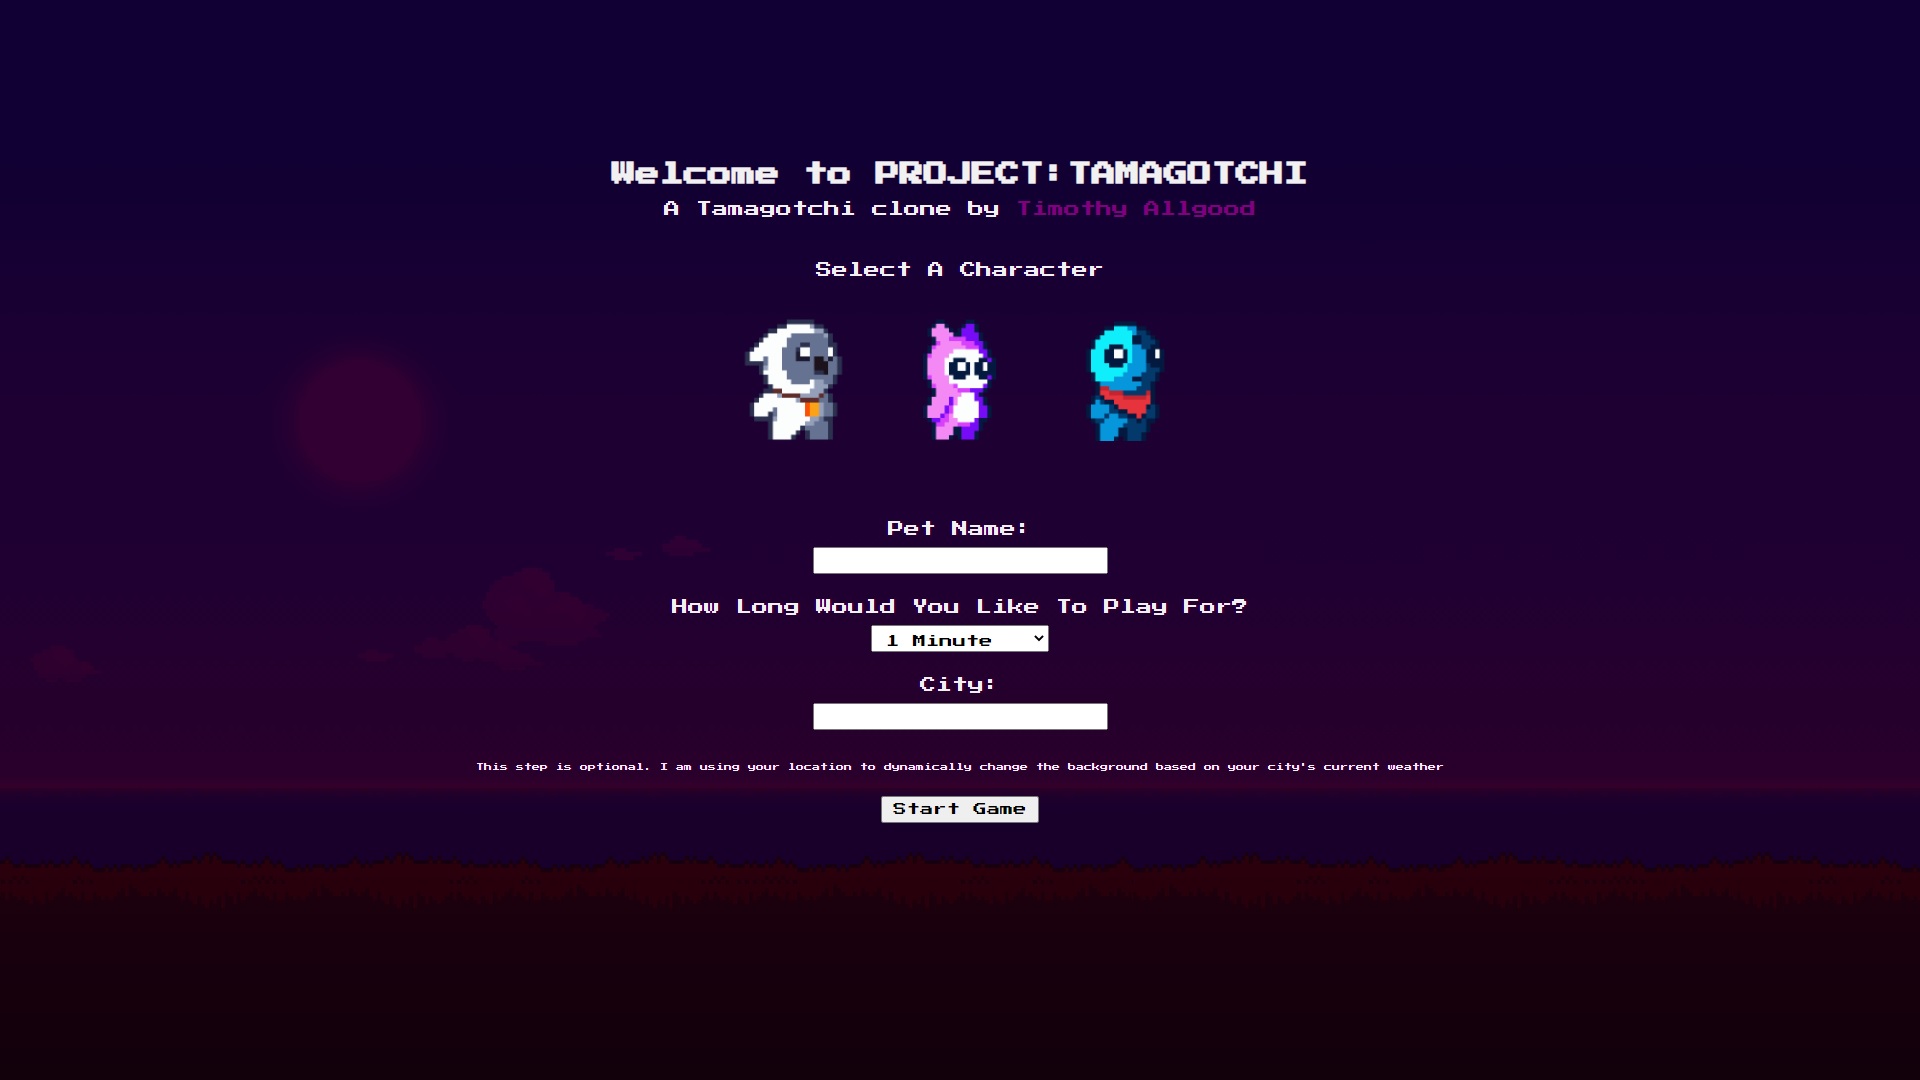 Welcome to PROJECT:TAMAGOTCHI
A Tamagotchi clone by Timothy Allgood
Select A Character
Pet Name:
How Long Would You Like To Play For?
1 Minute
City:
This step is optional. I am using your location to dynamically change the background based on your city's current weather
Start Game